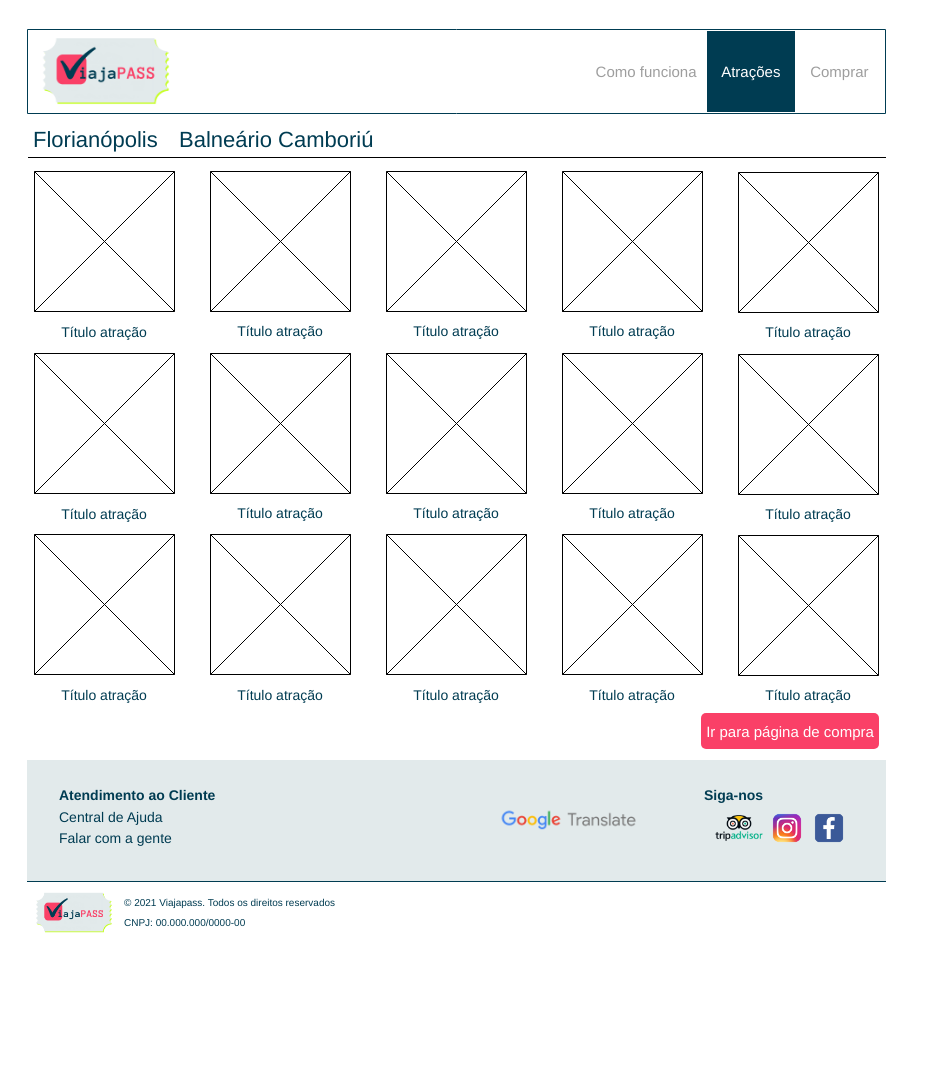 ViajaPASS
Como funciona Atrações Comprar
Florianópolis Balneário Camboriú
Título atração Título atração Título atração Título atração Título atração
Título atração Título atração Título atração Título atração Título atração
Título atração Título atração Título atração Título atração Título atração
Ir para página de compra
Atendimento ao Cliente
Central de Ajuda
Falar com a gente
Google Translate
Siga-nos
tripadvisor
ViajaPASS
© 2021 Viajapass. Todos os direitos reservados
CNPJ: 00.000.000/0000-00